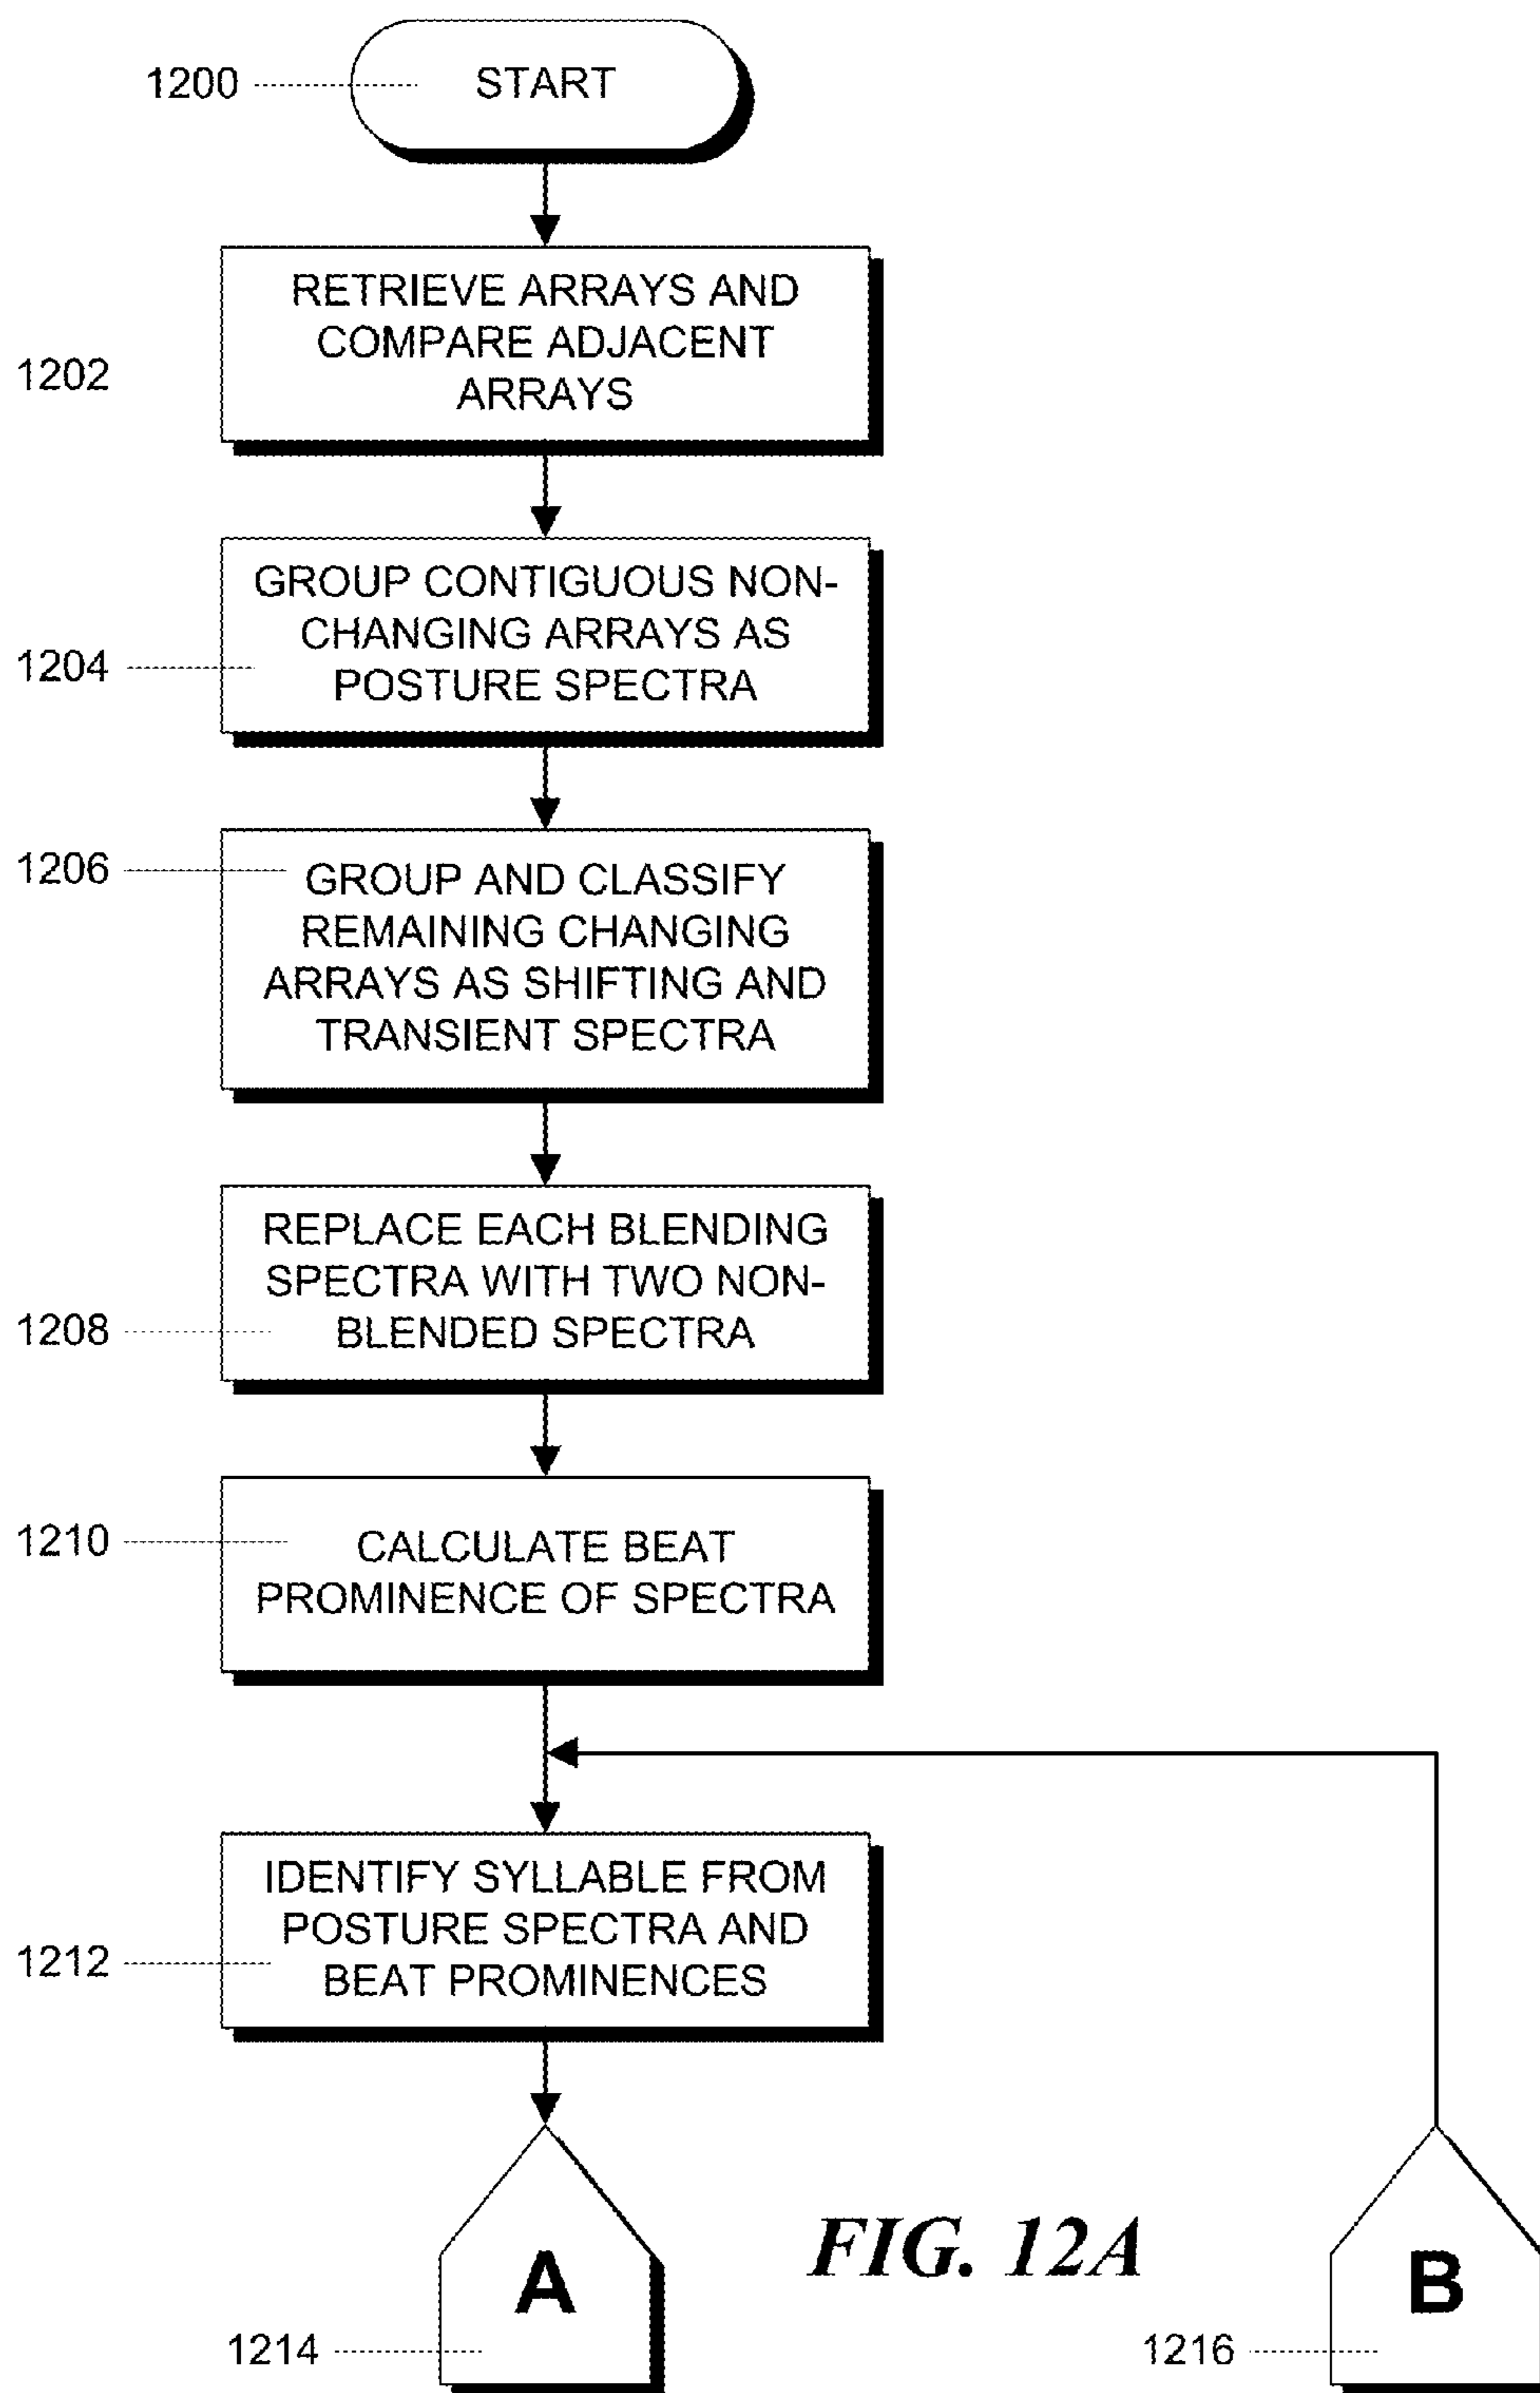 1200
START
RETRIEVE ARRAYS AND
COMPARE ADJACENT
ARRAYS
1202
GROUP CONTIGUOUS NON-
CHANGING ARRAYS AS
POSTURE SPECTRA
1204
1206
GROUP AND CLASSIFY
REMAINING CHANGING
ARRAYS AS SHIFTING AND
TRANSIENT SPECTRA
REPLACE EACH BLENDING
SPECTRA WITH TWO NON-
BLENDED SPECTRA
1208
1210
CALCULATE BEAT
PROMINENCE OF SPECTRA
IDENTIFY SYLLABLE FROM
POSTURE SPECTRA AND
BEAT PROMINENCES
1212
A
1214
FIG. 12A
B
1216